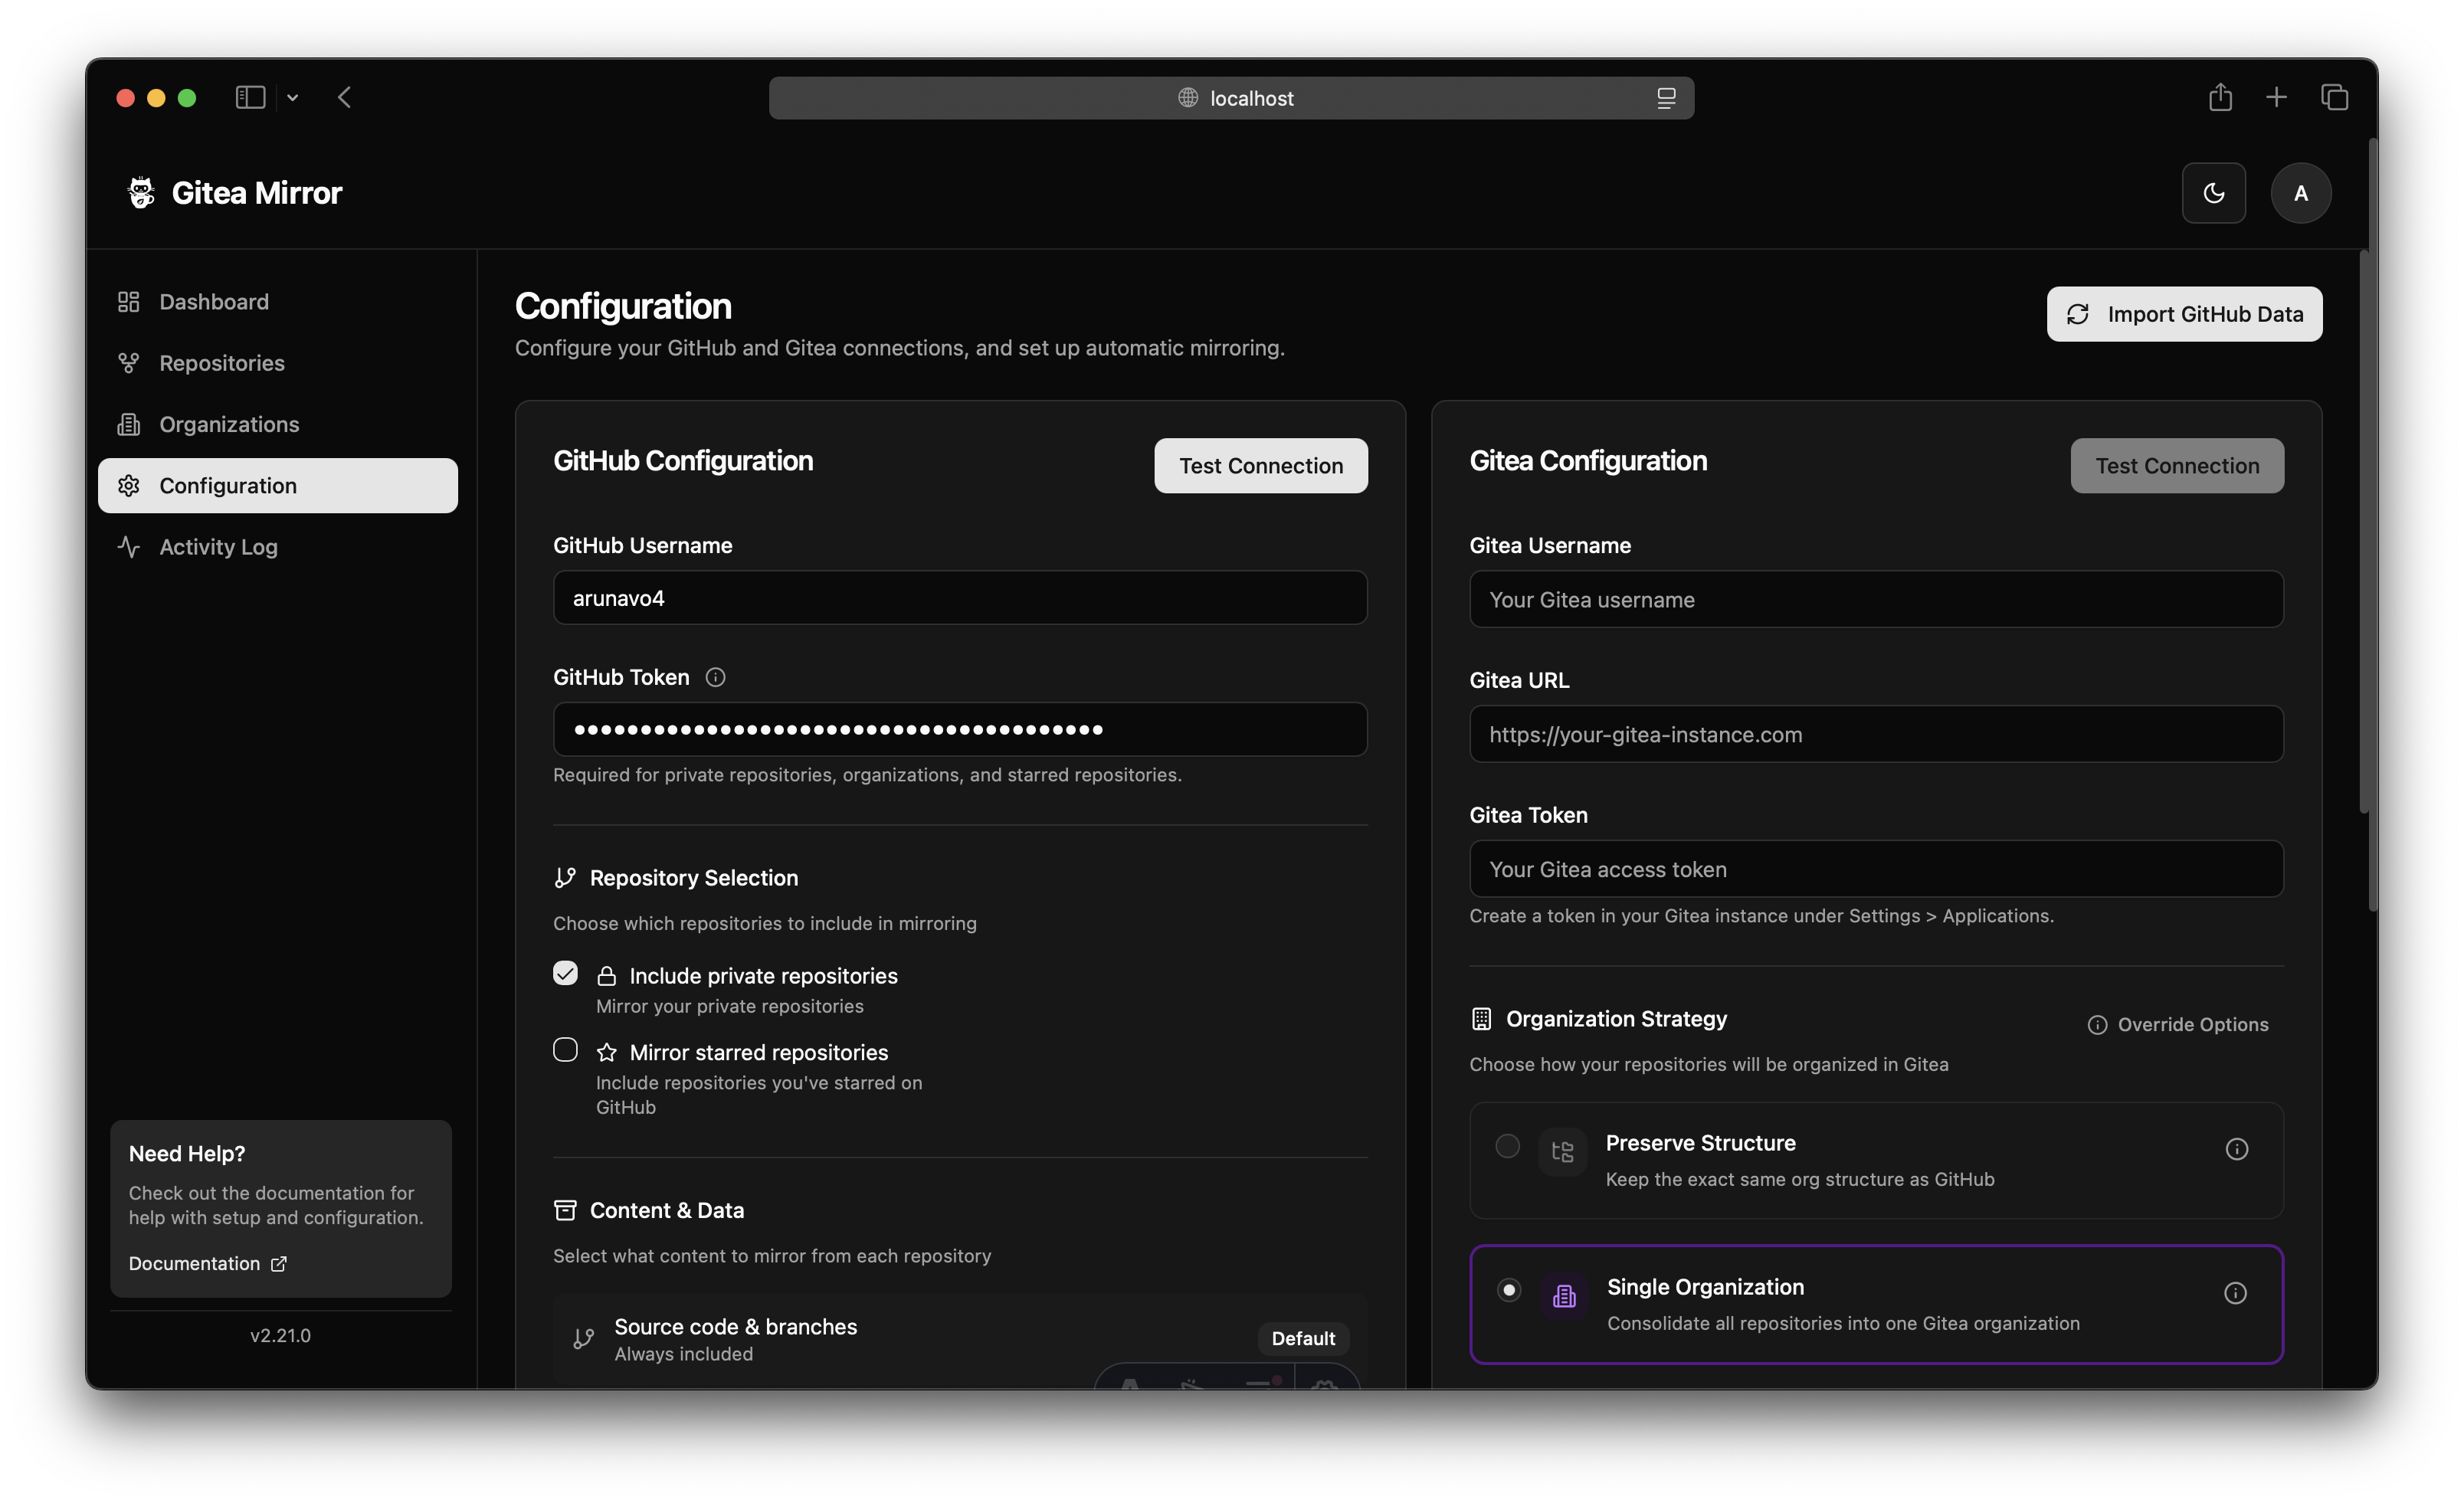 localhost
Gitea Mirror
A
Dashboard
Repositories
Organizations
Configuration
Activity Log
Need Help?
Check out the documentation for
help with setup and configuration.
Documentation
v2.21.0
Configuration
Configure your GitHub and Gitea connections, and set up automatic mirroring.
Import GitHub Data
GitHub Configuration
Test Connection
GitHub Username
arunavo4
GitHub Token
Required for private repositories, organizations, and starred repositories.
Repository Selection
Choose which repositories to include in mirroring
Include private repositories
Mirror your private repositories
Mirror starred repositories
Include repositories you've starred on
GitHub
Content & Data
Select what content to mirror from each repository
Source code & branches
Always included
Default
Gitea Configuration
Test Connection
Gitea Username
Your Gitea username
Gitea URL
https://your-gitea-instance.com
Gitea Token
Your Gitea access token
Create a token in your Gitea instance under Settings > Applications.
Organization Strategy
Override Options
Choose how your repositories will be organized in Gitea
Preserve Structure
Keep the exact same org structure as GitHub
Single Organization
Consolidate all repositories into one Gitea organization